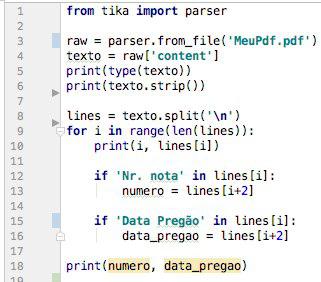 1 from tika import parser
2
3 raw = parser.from_file('MeuPdf.pdf')
4 texto = raw['content']
5 print(type(texto))
6 print(texto.strip())
7
8 lines = texto.split('\n')
9 for i in range(len(lines)):
10     print(i, lines[i])
11
12     if 'Nr. nota' in lines[i]:
13         numero = lines[i+2]
14
15     if 'Data Pregão' in lines[i]:
16         data_pregao = lines[i+2]
17
18 print(numero, data_pregao)